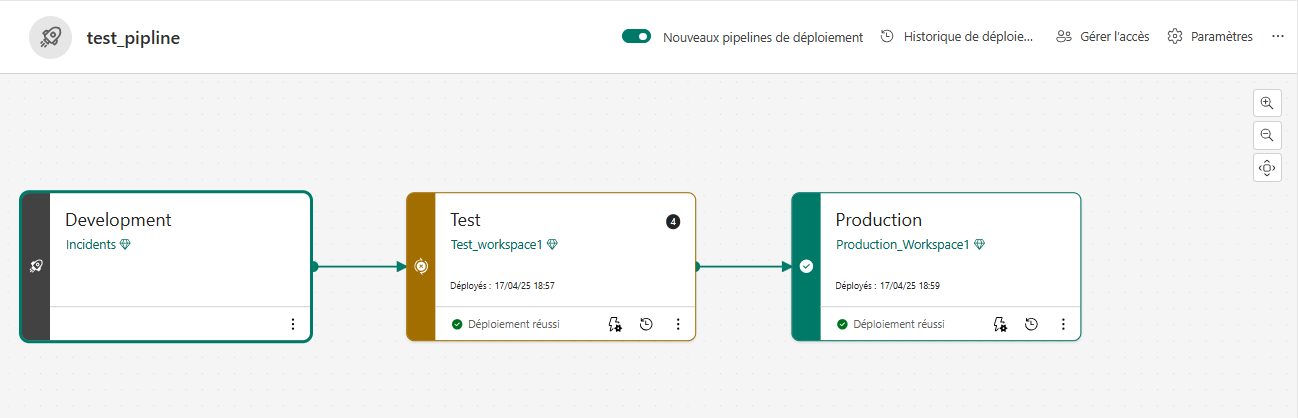 test_pipline
Nouveaux pipelines de déploiement
Historique de déploie...
Gérer l'accès
Paramètres
Development
Incidents
Test
4
Test_workspace1
Déployés : 17/04/25 18:57
Déploiement réussi
Production
Production_Workspace1
Déployés : 17/04/25 18:59
Déploiement réussi